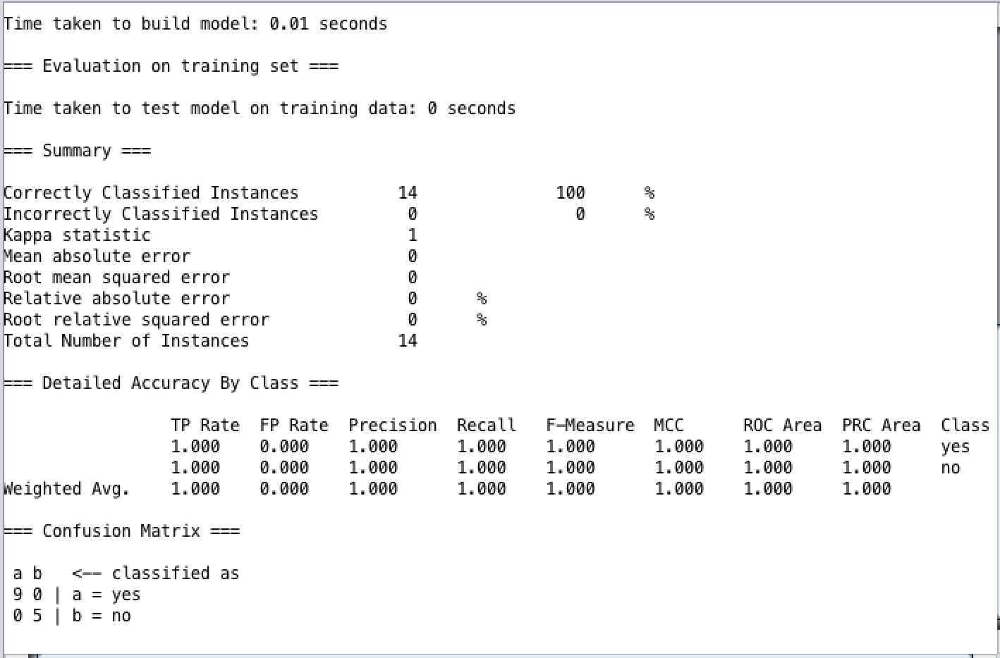 Time taken to build model: 0.01 seconds
=== Evaluation on training set ===
Time taken to test model on training data: 0 seconds
=== Summary ===
Correctly Classified Instances 14 100 %
Incorrectly Classified Instances 0 0 %
Kappa statistic 1
Mean absolute error 0
Root mean squared error 0
Relative absolute error 0 %
Root relative squared error 0 %
Total Number of Instances 14
=== Detailed Accuracy By Class ===
TP Rate FP Rate Precision Recall F-Measure MCC ROC Area PRC Area Class
1.000 0.000 1.000 1.000 1.000 1.000 1.000 1.000 yes
1.000 0.000 1.000 1.000 1.000 1.000 1.000 1.000 no
Weighted Avg. 1.000 0.000 1.000 1.000 1.000 1.000 1.000 1.000
=== Confusion Matrix ===
a b <-- classified as
9 0 | a = yes
0 5 | b = no